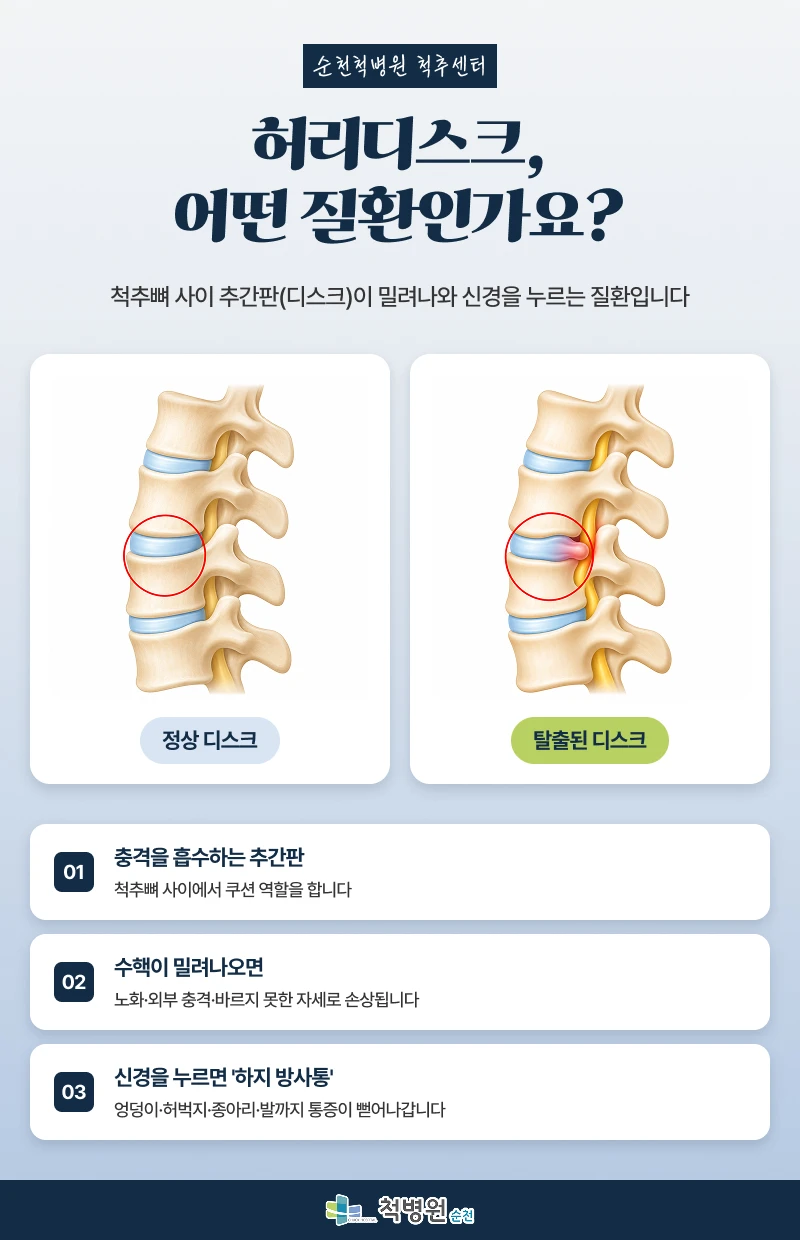 순천척병원 척추센터
허리디스크,
어떤 질환인가요?
척추뼈 사이 추간판(디스크)이 밀려나와 신경을 누르는 질환입니다
정상 디스크
탈출된 디스크
01
충격을 흡수하는 추간판
척추뼈 사이에서 쿠션 역할을 합니다
02
수핵이 밀려나오면
노화·외부 충격·바르지 못한 자세로 손상됩니다
03
신경을 누르면 '하지 방사통'
엉덩이·허벅지·종아리·발까지 통증이 뻗어나갑니다
척병원 순천